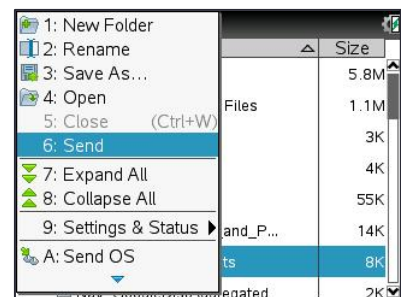 1: New Folder
2: Rename
Size
3: Save As...
5.8M
4: Open
Files
1.1M
5: Close (Ctrl+W)
3K
6: Send
7: Expand All
4K
8: Collapse All
55K
9: Settings & Status
and_P...
14K
A: Send OS
ts
8K
2K